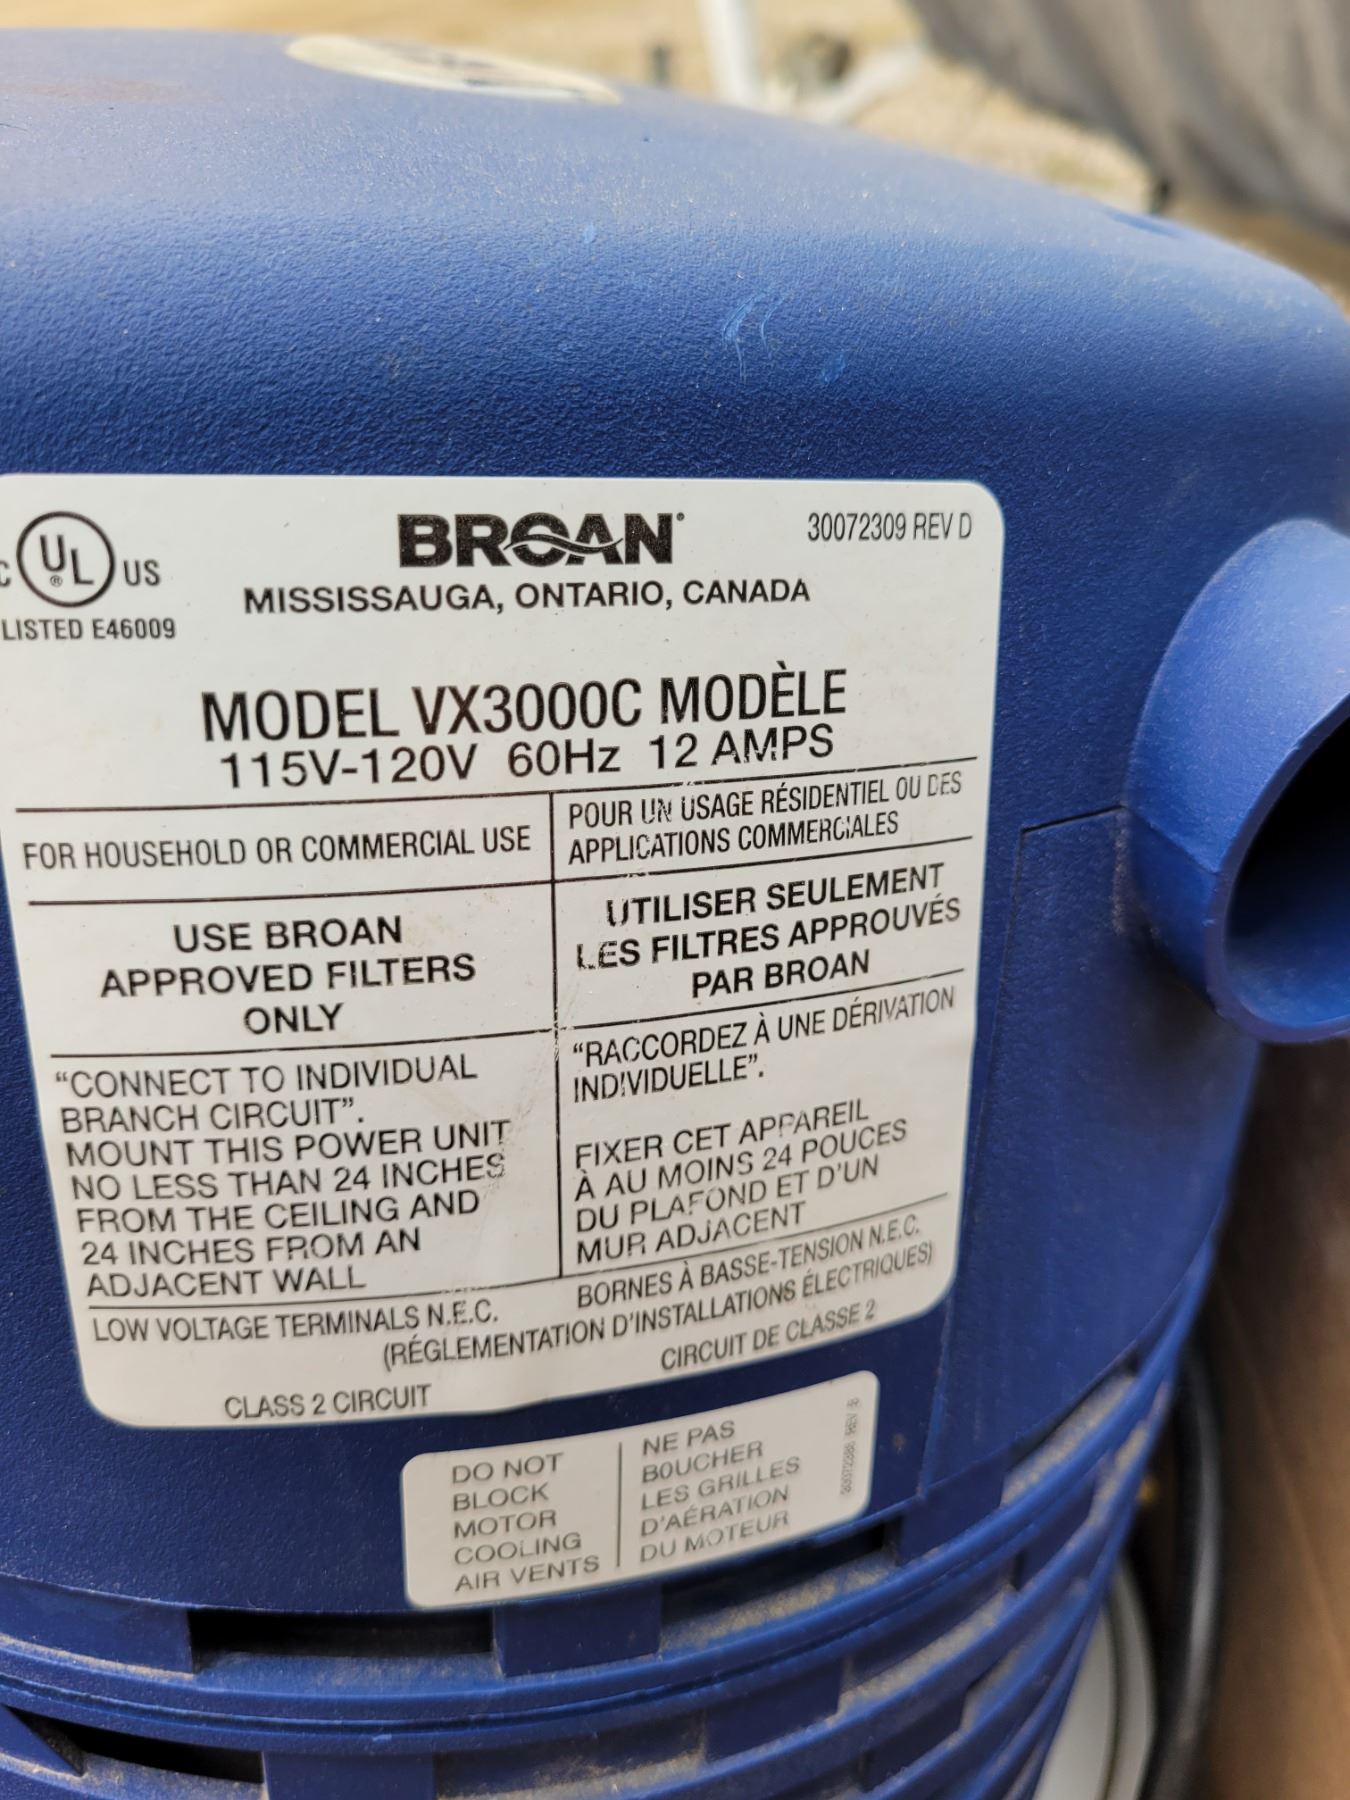 C UL® US
LISTED E46009
BROAN®
30072309 REV D
MISSISSAUGA, ONTARIO, CANADA
MODEL VX3000C MODÈLE
115V-120V 60Hz 12 AMPS
FOR HOUSEHOLD OR COMMERCIAL USE
POUR UN USAGE RÉSIDENTIEL OU DES
APPLICATIONS COMMERCIALES
USE BROAN
APPROVED FILTERS
ONLY
UTILISER SEULEMENT
LES FILTRES APPROUVÉS
PAR BROAN
“CONNECT TO INDIVIDUAL
BRANCH CIRCUIT”.
MOUNT THIS POWER UNIT
NO LESS THAN 24 INCHES
FROM THE CEILING AND
24 INCHES FROM AN
ADJACENT WALL
“RACCORDEZ À UNE DÉRIVATION
INDIVIDUELLE”.
FIXER CET APPAREIL
À AU MOINS 24 POUCES
DU PLAFOND ET D’UN
MUR ADJACENT
LOW VOLTAGE TERMINALS N.E.C.
CLASS 2 CIRCUIT
BORNES À BASSE-TENSION N.E.C.
(RÉGLEMENTATION D’INSTALLATIONS ÉLECTRIQUES)
CIRCUIT DE CLASSE 2
DO NOT
BLOCK
MOTOR
COOLING
AIR VENTS
NE PAS
BOUCHER
LES GRILLES
D’AÉRATION
DU MOTEUR